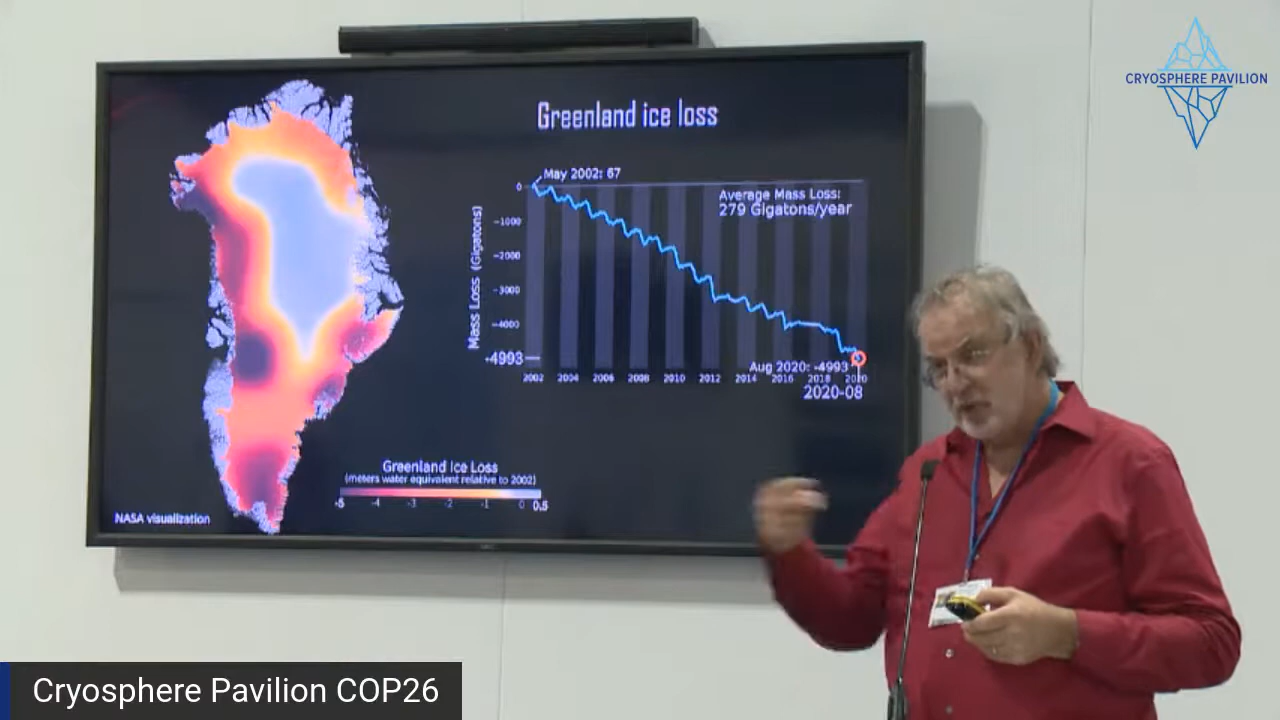 CRYOSPHERE PAVILION
Greenland ice loss
May 2002: 67
Average Mass Loss:
279 Gigatons/year
Mass Loss (Gigatons)
0
-1000
-2000
-3000
-4000
-4993
Aug 2020: -4993
2002 2004 2006 2008 2010 2012 2014 2016 2018 2020
2020-08
Greenland Ice Loss
(meters water equivalent relative to 2002)
-5 -4 -3 -2 -1 0 0.5
NASA visualization
Cryosphere Pavilion COP26